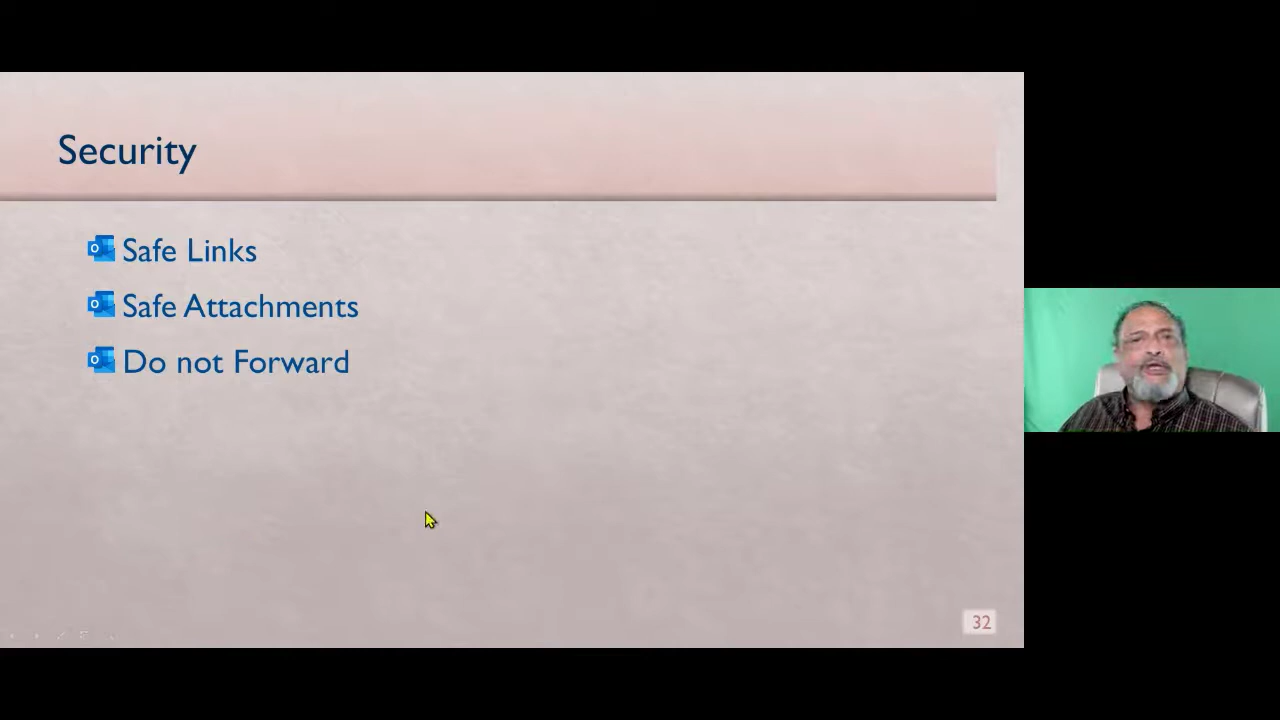 Security
Safe Links
Safe Attachments
Do not Forward
32